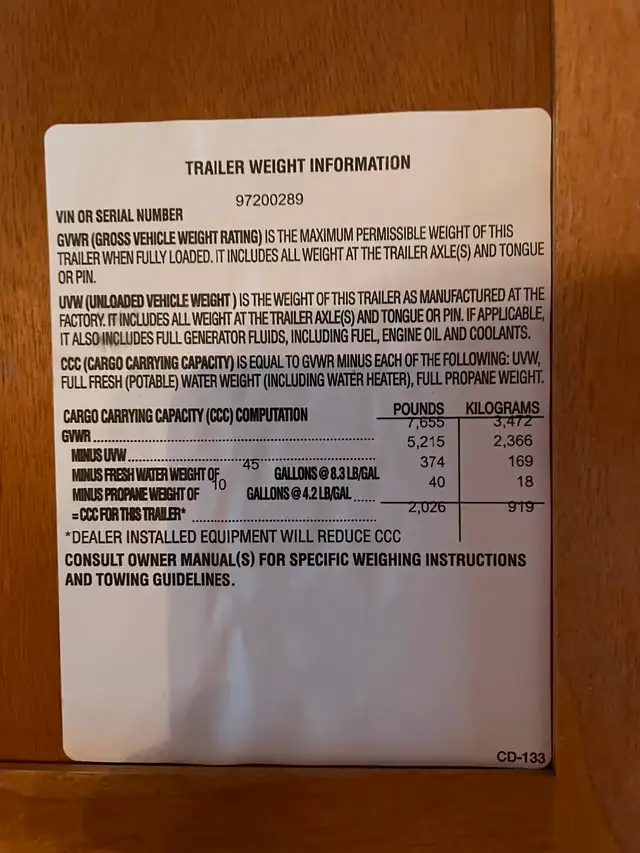 TRAILER WEIGHT INFORMATION
97200289
VIN OR SERIAL NUMBER
GVWR (GROSS VEHICLE WEIGHT RATING) IS THE MAXIMUM PERMISSIBLE WEIGHT OF THIS
TRAILER WHEN FULLY LOADED. IT INCLUDES ALL WEIGHT AT THE TRAILER AXLE(S) AND TONGUE
OR PIN.
UVW (UNLOADED VEHICLE WEIGHT ) IS THE WEIGHT OF THIS TRAILER AS MANUFACTURED AT THE
FACTORY. IT INCLUDES ALL WEIGHT AT THE TRAILER AXLE(S) AND TONGUE OR PIN. IF APPLICABLE,
IT ALSO INCLUDES FULL GENERATOR FLUIDS, INCLUDING FUEL, ENGINE OIL AND COOLANTS.
CCC (CARGO CARRYING CAPACITY) IS EQUAL TO GVWR MINUS EACH OF THE FOLLOWING: UVW,
FULL FRESH (POTABLE) WATER WEIGHT (INCLUDING WATER HEATER), FULL PROPANE WEIGHT.
CARGO CARRYING CAPACITY (CCC) COMPUTATION POUNDS KILOGRAMS
GVWR 7,655 3,472
MINUS UVW 5,215 2,366
MINUS FRESH WATER WEIGHT OF 45 GALLONS @ 8.3 LB/GAL 374 169
MINUS PROPANE WEIGHT OF 10 GALLONS @ 4.2 LB/GAL 40 18
= CCC FOR THIS TRAILER* 2,026 919
*DEALER INSTALLED EQUIPMENT WILL REDUCE CCC
CONSULT OWNER MANUAL(S) FOR SPECIFIC WEIGHING INSTRUCTIONS
AND TOWING GUIDELINES.
CD-133